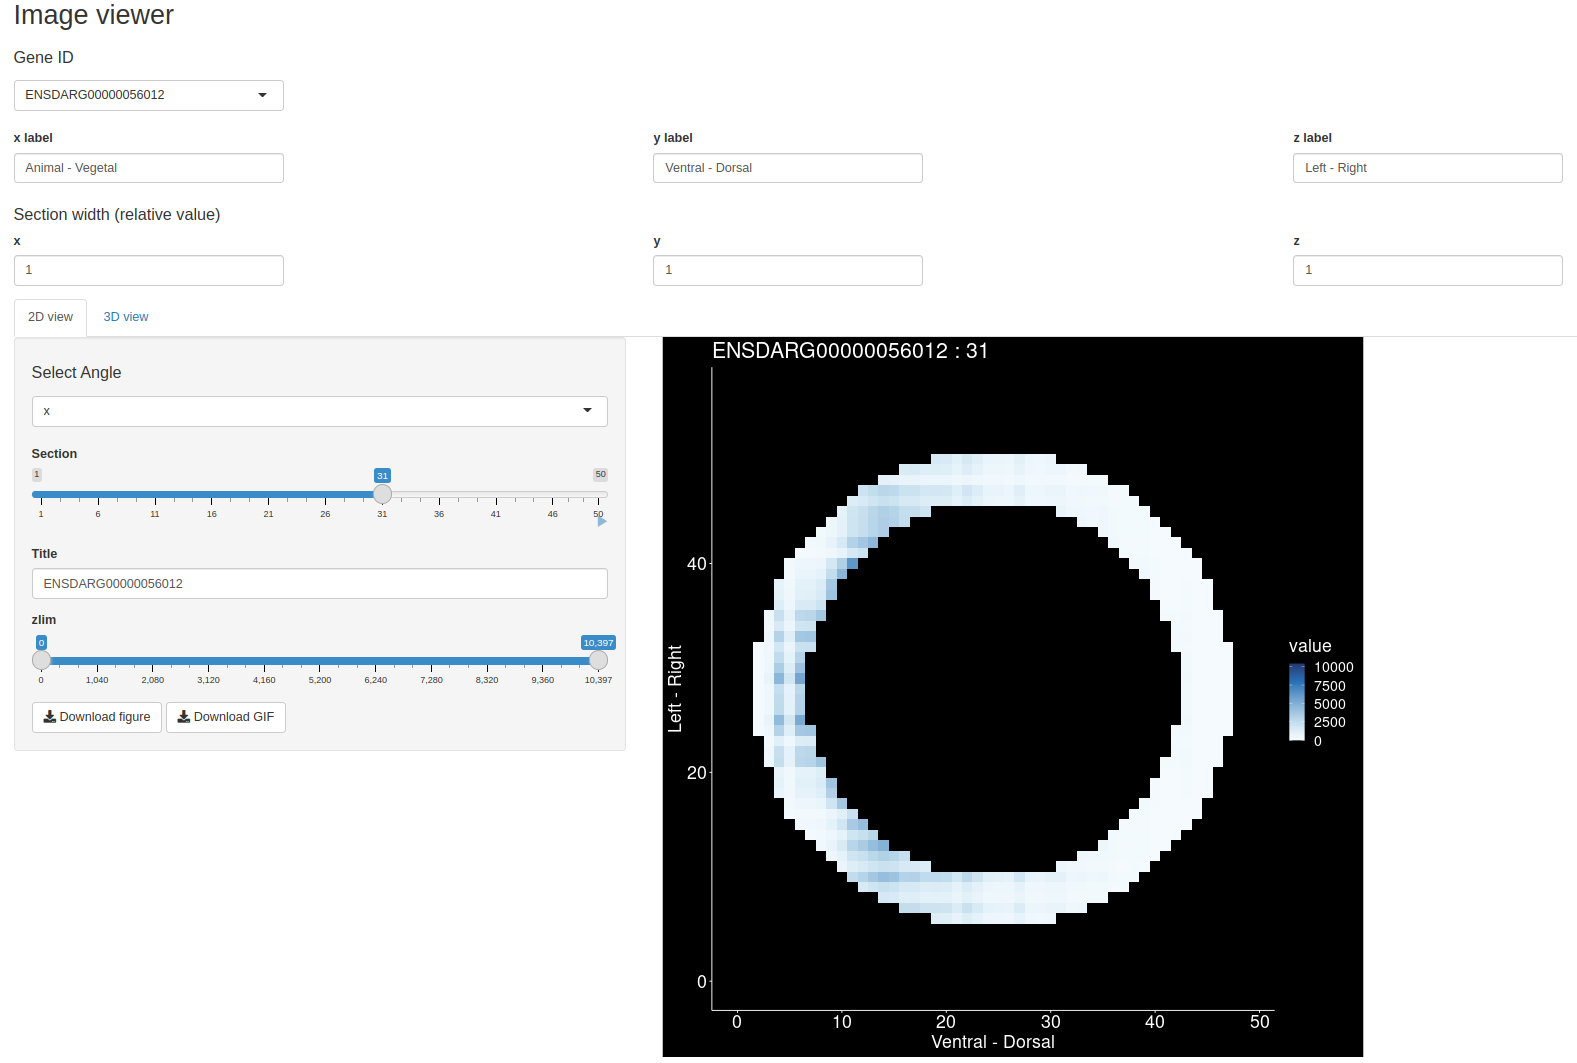 Image viewer
Gene ID
ENSDARG00000056012
x label y label z label
Animal - Vegetal Ventral - Dorsal Left - Right
Section width (relative value)
x y z
1 1 1
2D view 3D view
Select Angle
x
Section
1 31 50
1 6 11 16 21 26 31 36 41 46 50
Title
ENSDARG00000056012
zlim
0 10,397
0 1,040 2,080 3,120 4,160 5,200 6,240 7,280 8,320 9,360 10,397
Download figure Download GIF
ENSDARG00000056012 : 31
Left - Right
40
20
0
0 10 20 30 40 50
Ventral - Dorsal
value
10000
7500
5000
2500
0